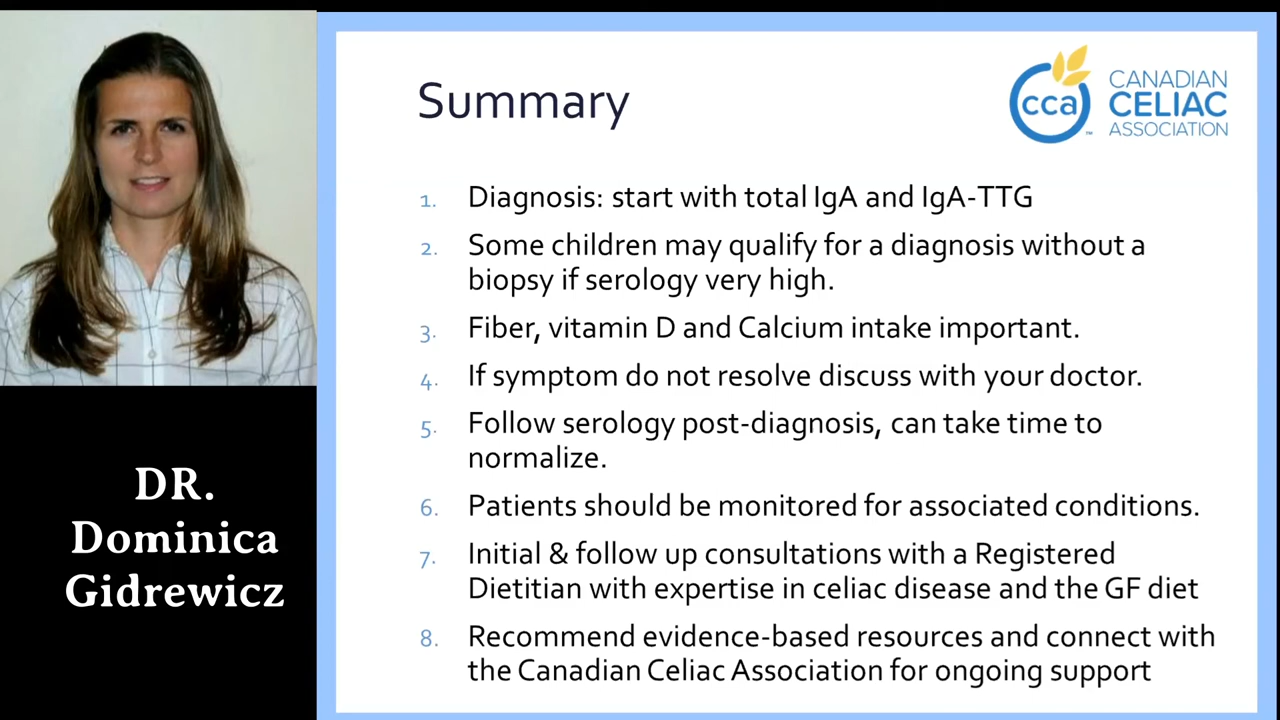 DR.
Dominica
Gidrewicz
Summary
cca™
CANADIAN
CELIAC
ASSOCIATION
1. Diagnosis: start with total IgA and IgA-TTG
2. Some children may qualify for a diagnosis without a
biopsy if serology very high.
3. Fiber, vitamin D and Calcium intake important.
4. If symptom do not resolve discuss with your doctor.
5. Follow serology post-diagnosis, can take time to
normalize.
6. Patients should be monitored for associated conditions.
7. Initial & follow up consultations with a Registered
Dietitian with expertise in celiac disease and the GF diet
8. Recommend evidence-based resources and connect with
the Canadian Celiac Association for ongoing support